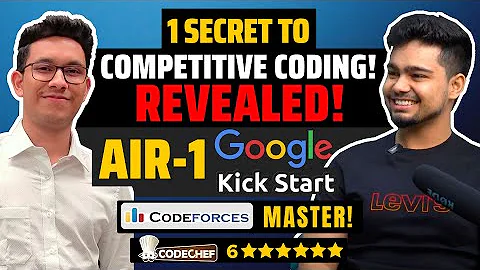 1 SECRET TO
COMPETITIVE CODING!
REVEALED!
AIR-1 Google
Kick Start
CODEFORCES MASTER!
CODECHEF 6★★★★★★
Levi's